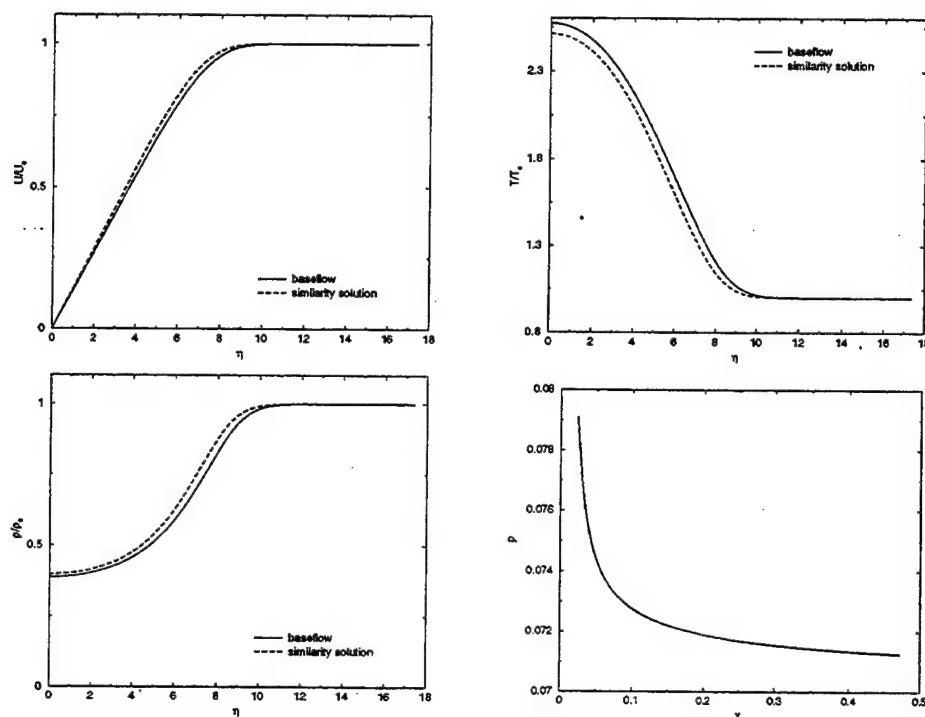 1
0.5
0
U/Uₑ
baseflow
similarity solution
0 2 4 6 8 10 12 14 16 18
η
2.3
1.8
1.3
0.8
T/Tₑ
baseflow
similarity solution
0 2 4 6 8 10 12 14 16 18
η
1
0.5
0
ρ/ρₑ
baseflow
similarity solution
0 2 4 6 8 10 12 14 16 18
η
0.08
0.078
0.076
0.074
0.072
0.07
p
0 0.1 0.2 0.3 0.4 0.5
x